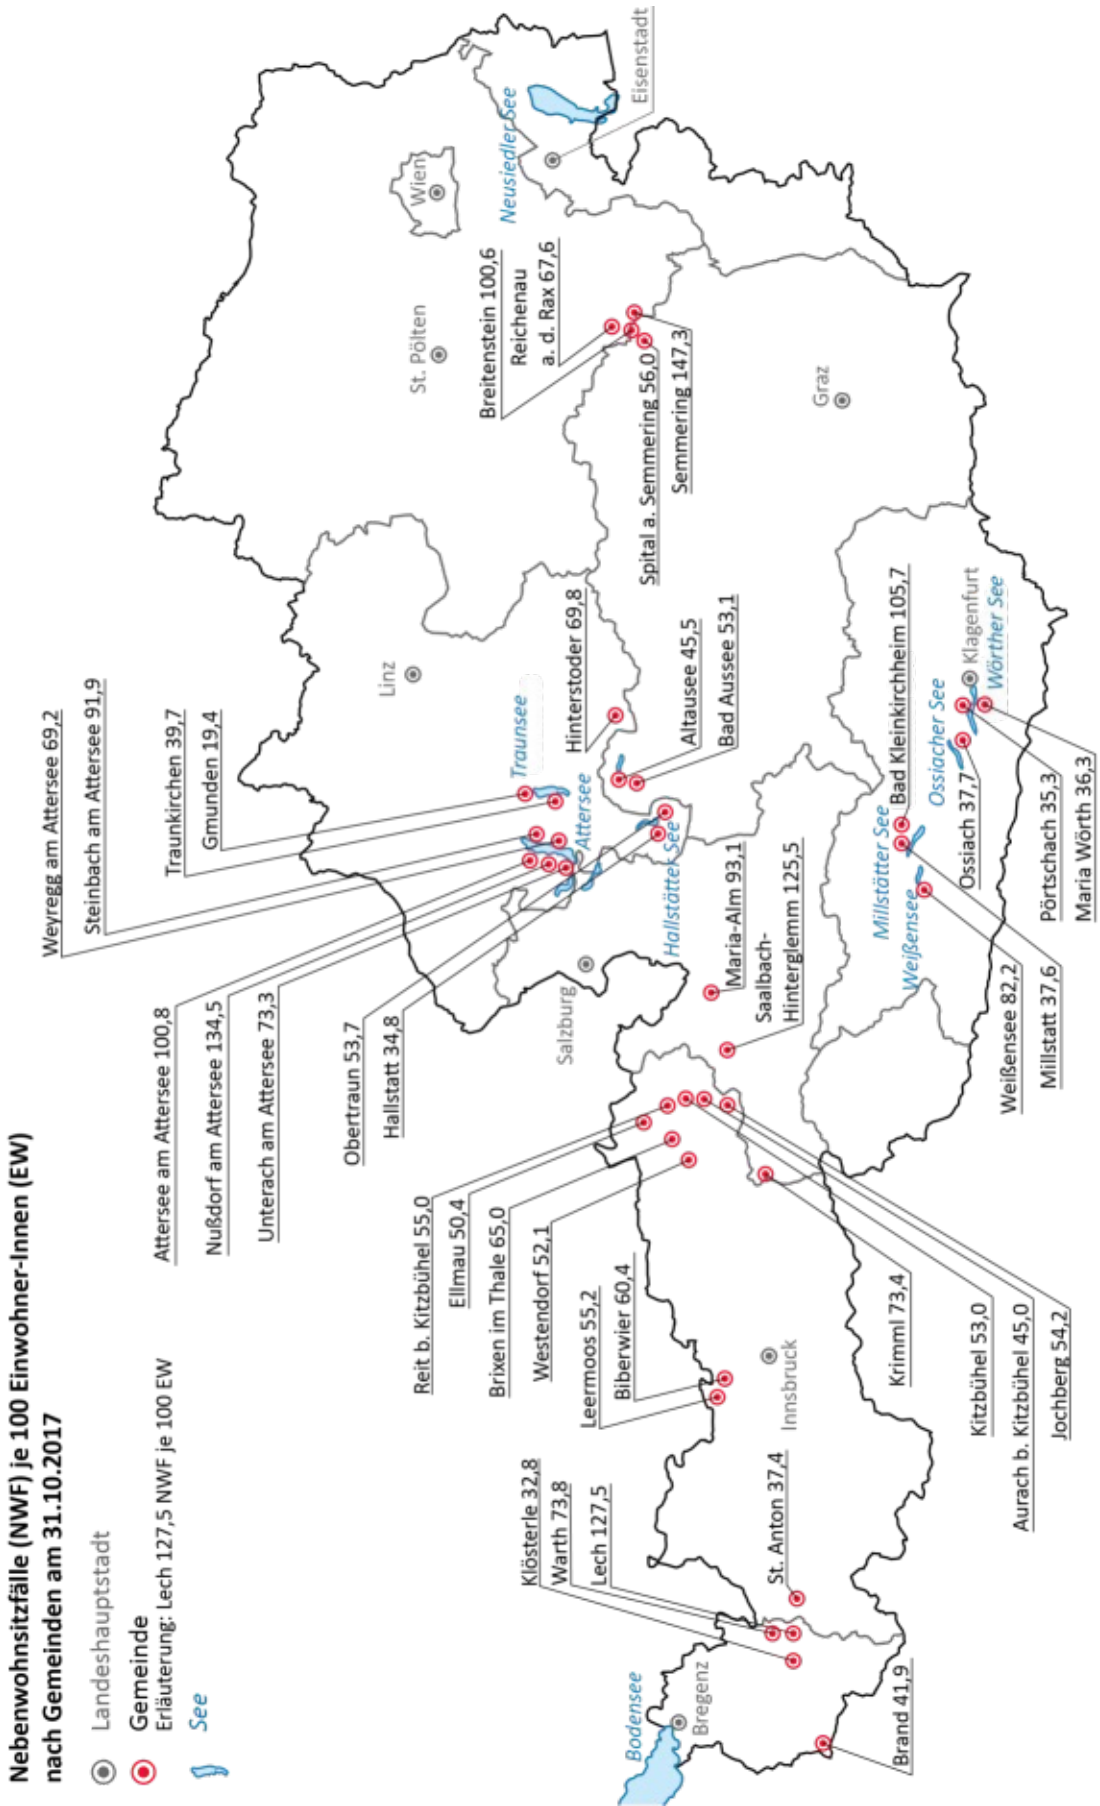 Nebenwohnsitzfälle (NWF) je 100 Einwohner-Innen (EW)
nach Gemeinden am 31.10.2017
Landeshauptstadt
Gemeinde
Erläuterung: Lech 127,5 NWF je 100 EW
See
Weyregg am Attersee 69,2
Steinbach am Attersee 91,9
Traunkirchen 39,7
Gmunden 19,4
Attersee am Attersee 100,8
Nußdorf am Attersee 134,5
Unterach am Attersee 73,3
Obertraun 53,7
Hallstatt 34,8
Reit b. Kitzbühel 55,0
Ellmau 50,4
Brixen im Thale 65,0
Westendorf 52,1
Leermoos 55,2
Biberwier 60,4
Klösterle 32,8
Warth 73,8
Lech 127,5
St. Anton 37,4
Brand 41,9
Bodensee
Bregenz
Innsbruck
Salzburg
Linz
St. Pölten
Wien
Eisenstadt
Graz
Klagenfurt
Neusiedler See
Traunsee
Attersee
Hallstätter See
Hinterstoder 69,8
Altausee 45,5
Bad Aussee 53,1
Maria-Alm 93,1
Saalbach-
Hinterglemm 125,5
Breitenstein 100,6
Reichenau
a. d. Rax 67,6
Spital a. Semmering 56,0
Semmering 147,3
Krimml 73,4
Kitzbühel 53,0
Aurach b. Kitzbühel 45,0
Jochberg 54,2
Millstätter See
Weißensee
Ossiacher See
Wörther See
Bad Kleinkirchheim 105,7
Ossiach 37,7
Weißensee 82,2
Millstatt 37,6
Pörtschach 35,3
Maria Wörth 36,3